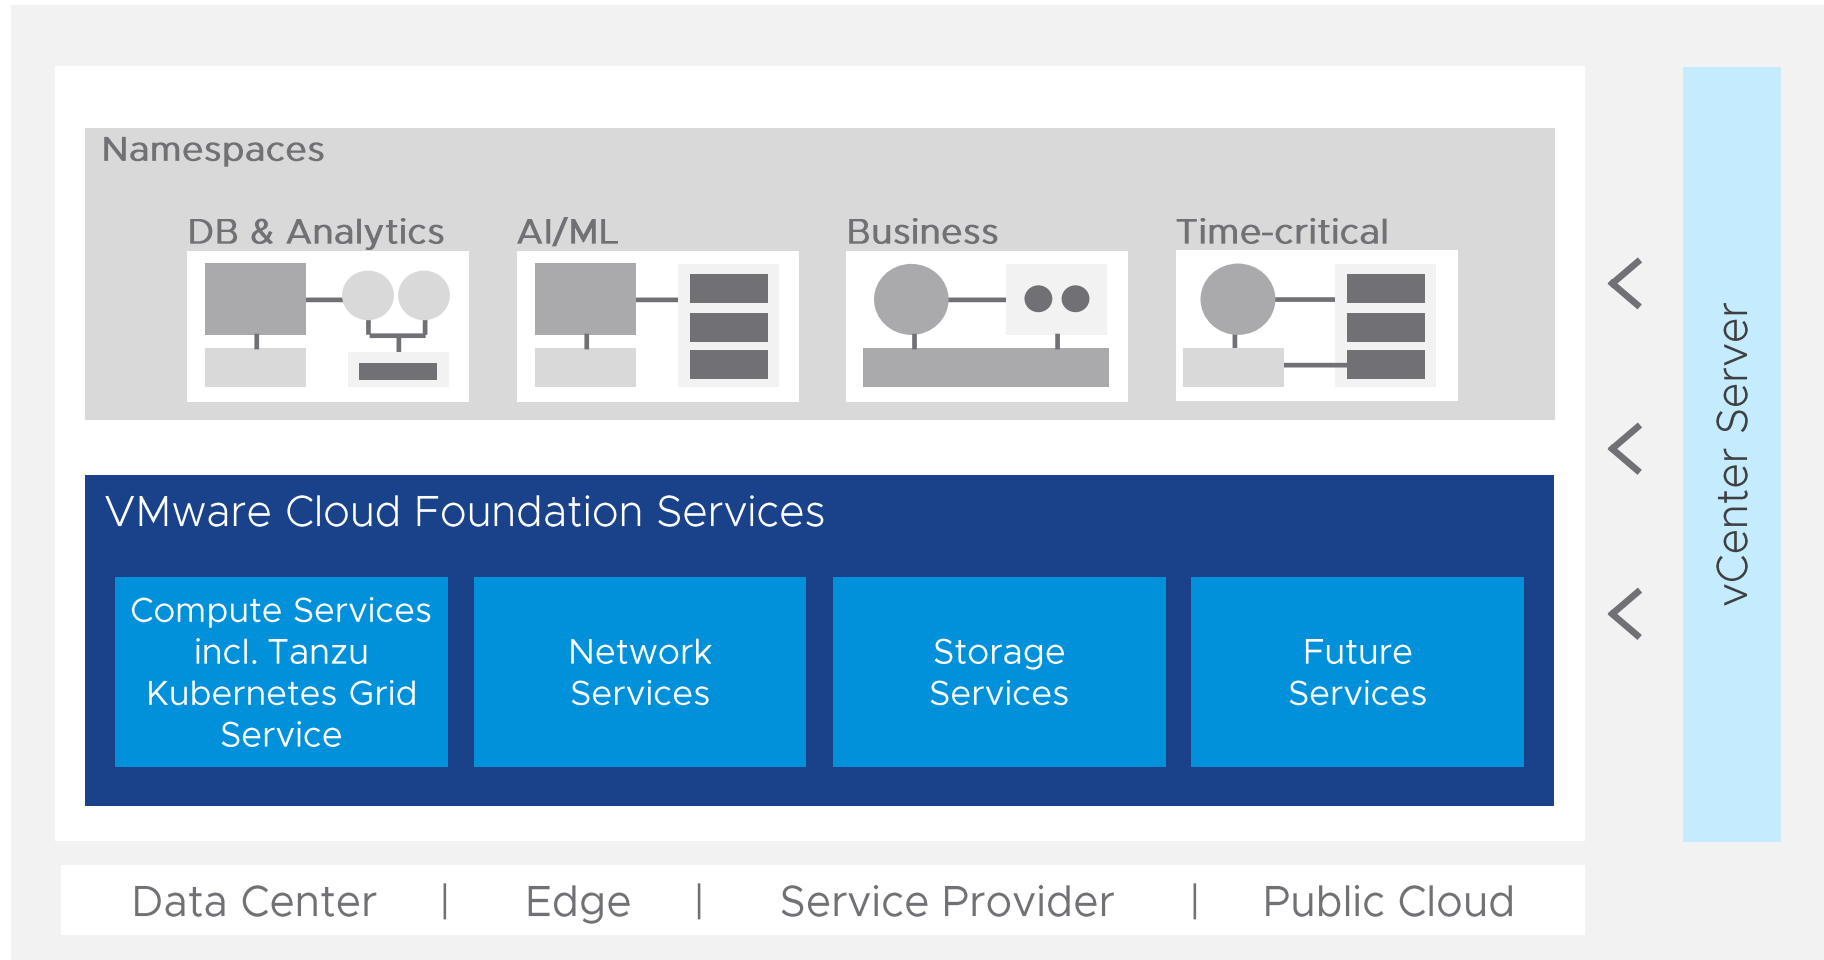 Namespaces
DB & Analytics
AI/ML
Business
Time-critical
VMware Cloud Foundation Services
Compute Services
incl. Tanzu
Kubernetes Grid
Service
Network
Services
Storage
Services
Future
Services
vCenter Server
Data Center | Edge | Service Provider | Public Cloud